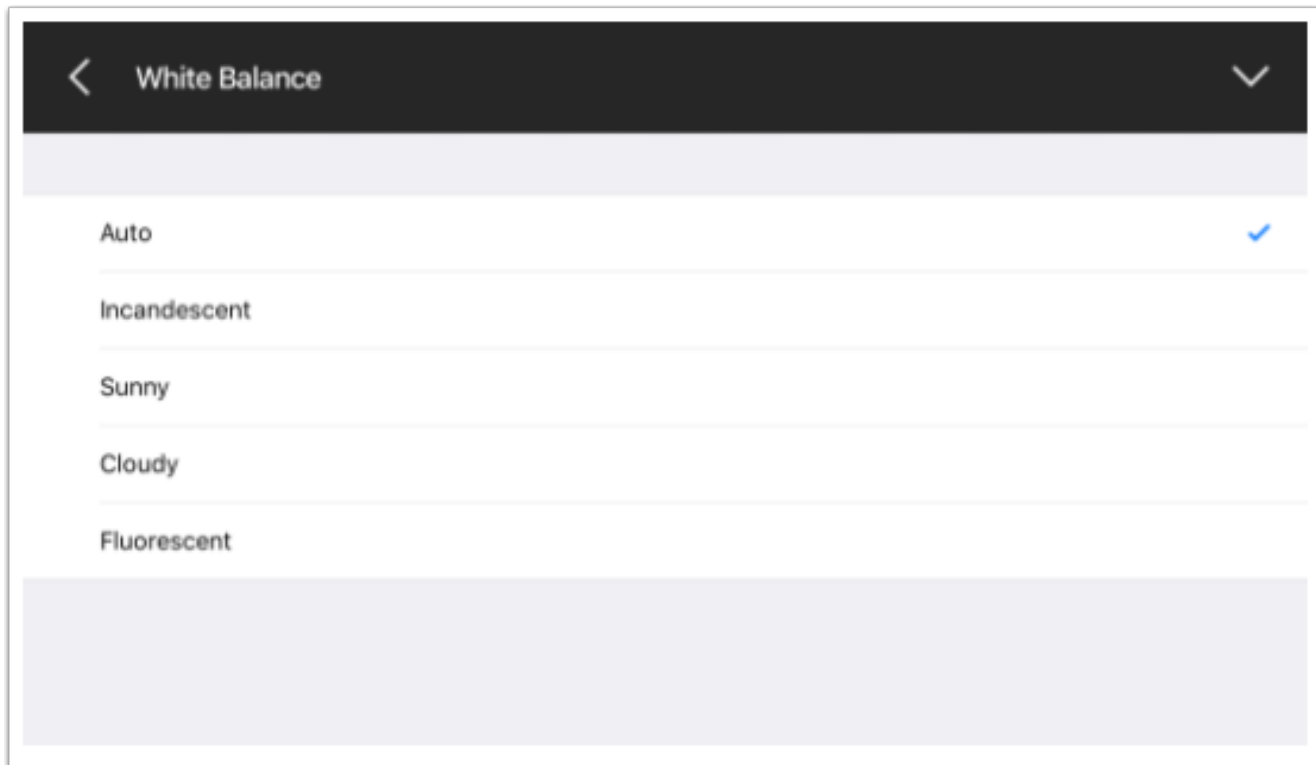 White Balance
Auto
Incandescent
Sunny
Cloudy
Fluorescent